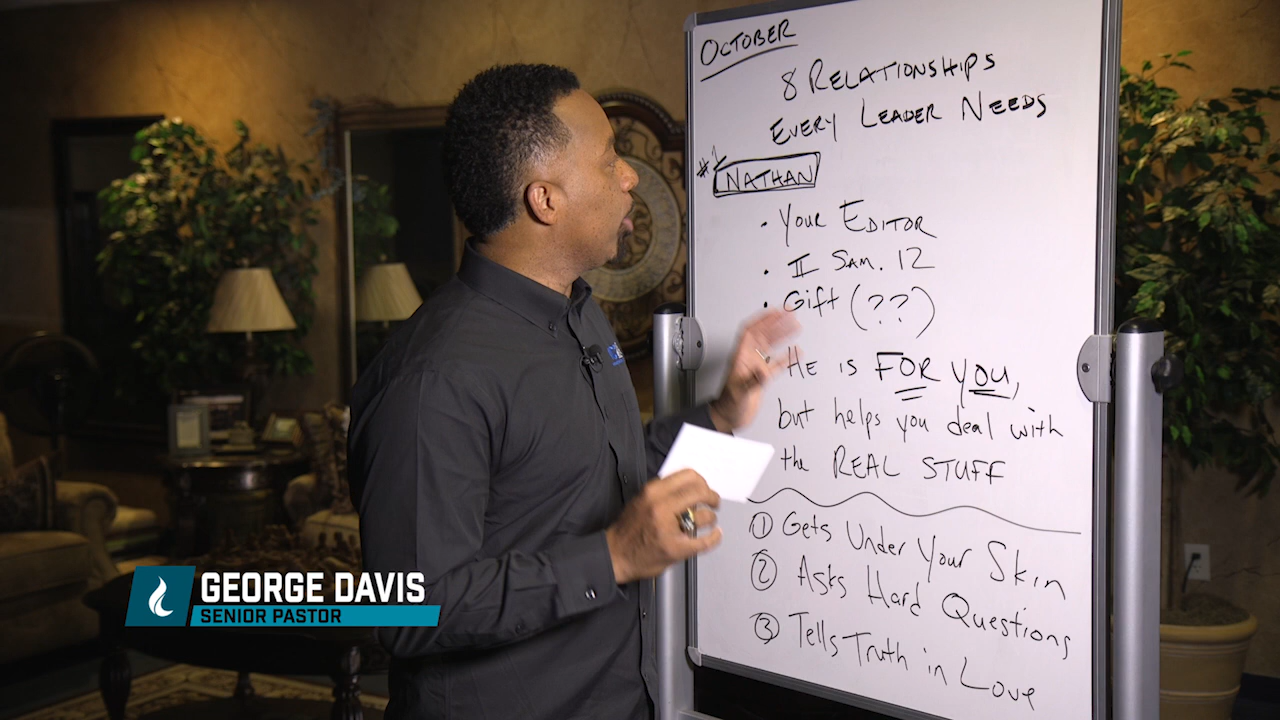 OCTOBER
8 RELATIONSHIPS
EVERY LEADER NEEDS
#1
NATHAN
• YOUR EDITOR
• II SAM. 12
• Gift (??)
• HE IS FOR YOU,
but helps you deal with
the REAL STUFF
① Gets Under Your Skin
② Asks Hard Questions
③ Tells Truth in Love
GEORGE DAVIS
SENIOR PASTOR